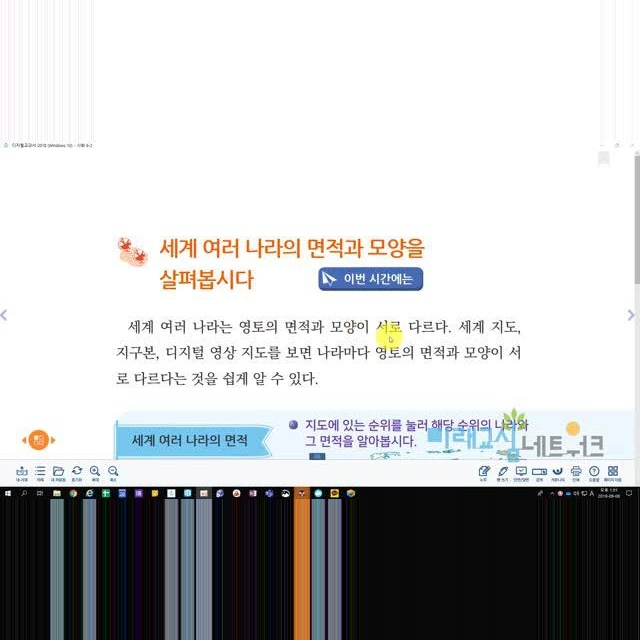 디지털교과서 2018 (Windows 10) - 사회 6-2
세계 여러 나라의 면적과 모양을
살펴봅시다
이번 시간에는
세계 여러 나라는 영토의 면적과 모양이 서로 다르다. 세계 지도,
지구본, 디지털 영상 지도를 보면 나라마다 영토의 면적과 모양이 서
로 다르다는 것을 쉽게 알 수 있다.
세계 여러 나라의 면적
지도에 있는 순위를 눌러 해당 순위의 나라와
그 면적을 알아봅시다.
미래교실네트워크
오후 1:01